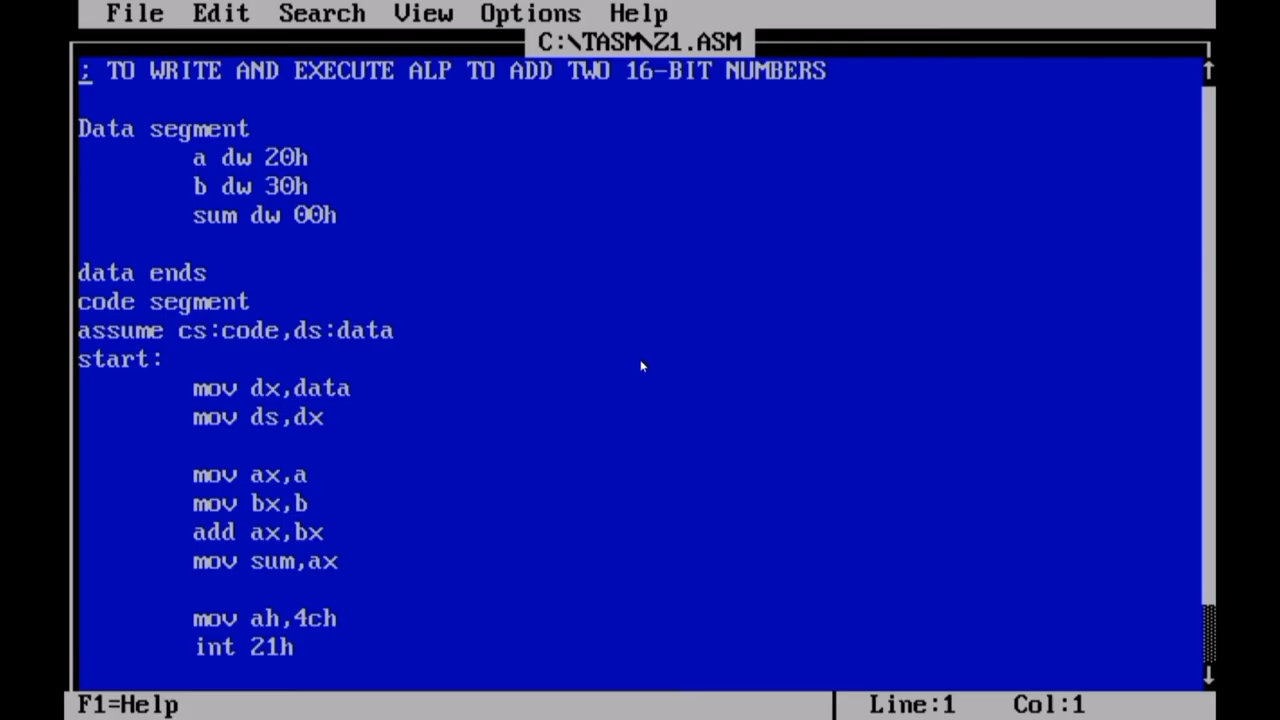 File Edit Search View Options Help
C:\TASM\Z1.ASM
; TO WRITE AND EXECUTE ALP TO ADD TWO 16-BIT NUMBERS
Data segment
a dw 20h
b dw 30h
sum dw 00h
data ends
code segment
assume cs:code,ds:data
start:
mov dx,data
mov ds,dx
mov ax,a
mov bx,b
add ax,bx
mov sum,ax
mov ah,4ch
int 21h
F1=Help Line:1 Col:1